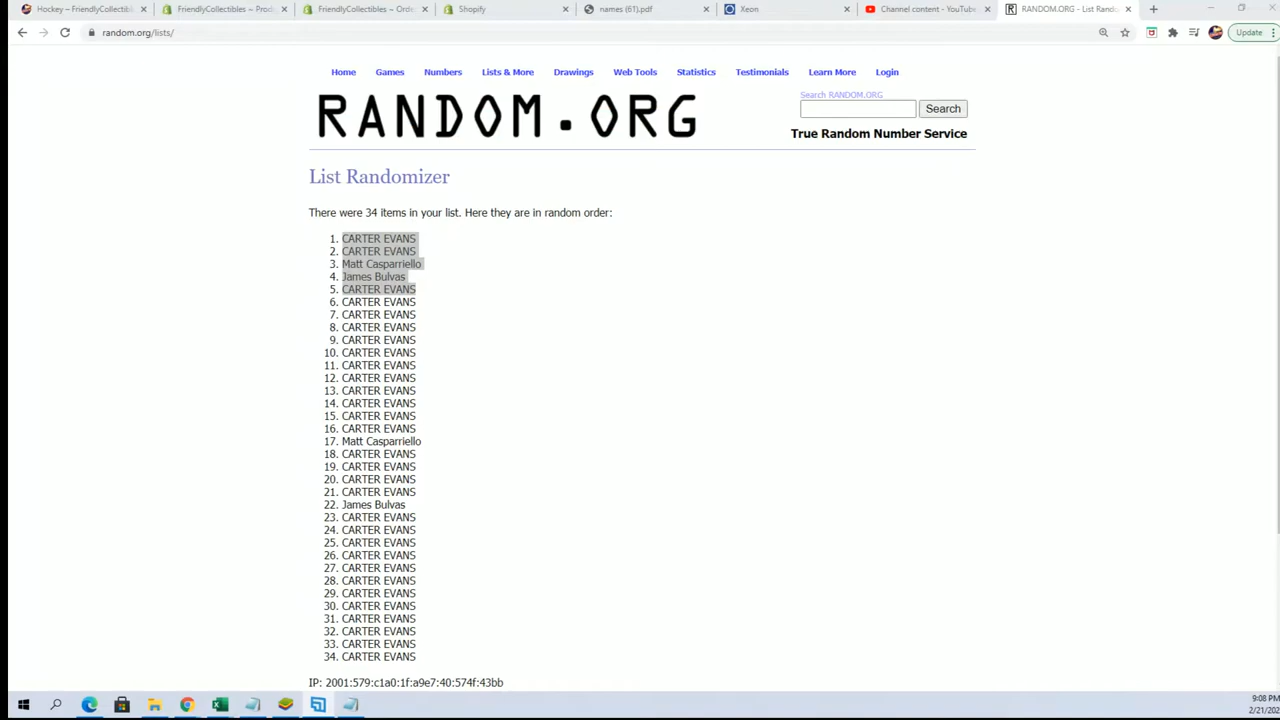 Hockey – FriendlyCollectibles
FriendlyCollectibles ~ Prod
FriendlyCollectibles ~ Orde
Shopify
names (61).pdf
Xeon
Channel content - YouTube
RANDOM.ORG - List Rando
random.org/lists/
Update
Home
Games
Numbers
Lists & More
Drawings
Web Tools
Statistics
Testimonials
Learn More
Login
RANDOM.ORG
Search RANDOM.ORG
Search
True Random Number Service
List Randomizer
There were 34 items in your list. Here they are in random order:
1. CARTER EVANS
2. CARTER EVANS
3. Matt Casparriello
4. James Bulvas
5. CARTER EVANS
6. CARTER EVANS
7. CARTER EVANS
8. CARTER EVANS
9. CARTER EVANS
10. CARTER EVANS
11. CARTER EVANS
12. CARTER EVANS
13. CARTER EVANS
14. CARTER EVANS
15. CARTER EVANS
16. CARTER EVANS
17. Matt Casparriello
18. CARTER EVANS
19. CARTER EVANS
20. CARTER EVANS
21. CARTER EVANS
22. James Bulvas
23. CARTER EVANS
24. CARTER EVANS
25. CARTER EVANS
26. CARTER EVANS
27. CARTER EVANS
28. CARTER EVANS
29. CARTER EVANS
30. CARTER EVANS
31. CARTER EVANS
32. CARTER EVANS
33. CARTER EVANS
34. CARTER EVANS
IP: 2001:579:c1a0:1f:a9e7:40:574f:43bb
9:08 PM
2/21/202